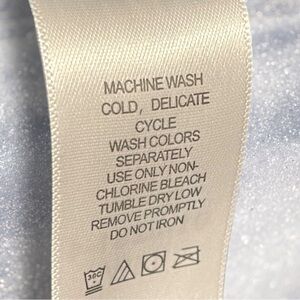 MACHINE WASH
COLD, DELICATE
CYCLE
WASH COLORS
SEPARATELY
USE ONLY NON-
CHLORINE BLEACH
TUMBLE DRY LOW
REMOVE PROMPTLY
DO NOT IRON
30C